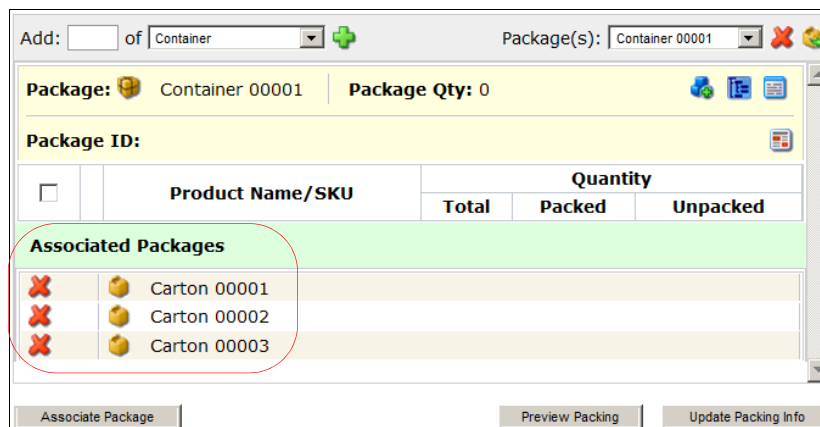 Add: of Container Package(s): Container 00001
Package: Container 00001 Package Qty: 0
Package ID:
Product Name/SKU Quantity
Total Packed Unpacked
Associated Packages
Carton 00001
Carton 00002
Carton 00003
Associate Package Preview Packing Update Packing Info